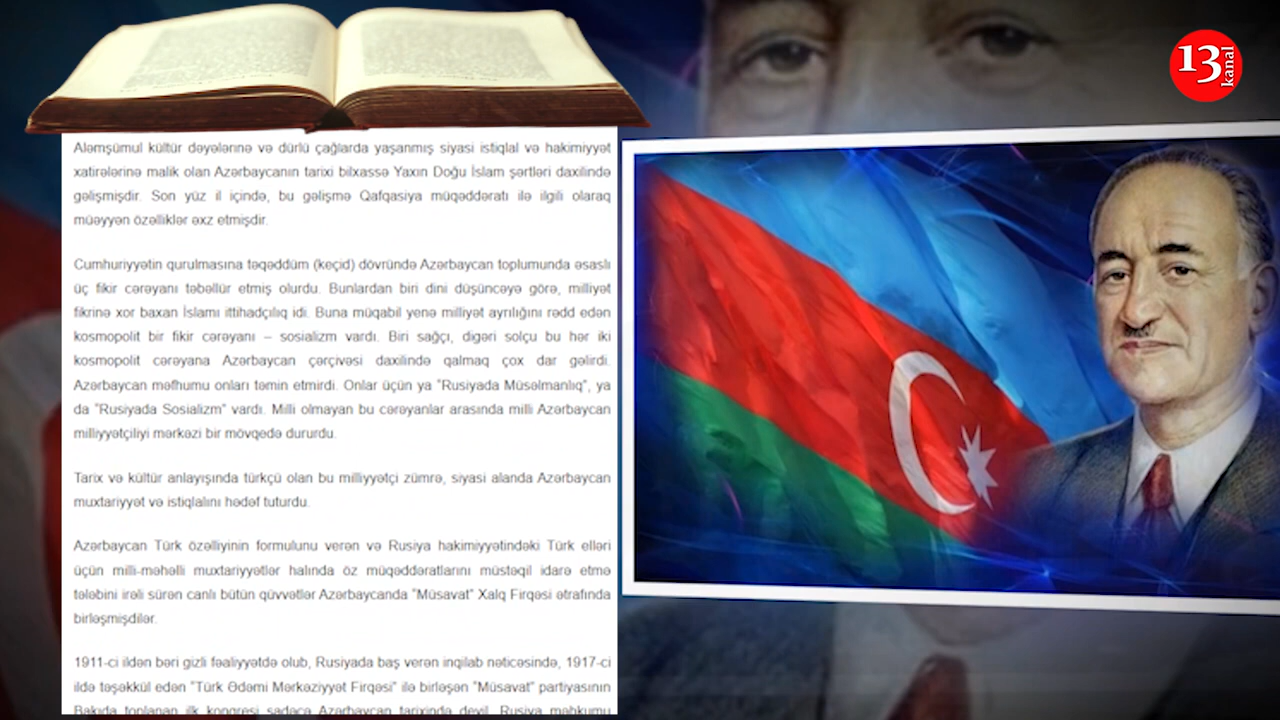 13
kanal
Aləmşümul kültür dəyələrinə və dürlü çağlarda yaşanmış siyasi istiqlal və hakimiyyət
xatirələrinə malik olan Azərbaycanın tarixi bilxassə Yaxın Doğu İslam şərtləri daxilində
gəlişmişdir. Son yüz il içində, bu gəlişmə Qafqasiya müqəddəratı ilə ilgili olaraq
müəyyən özəlliklər əxz etmişdir.
Cumhuriyyətin qurulmasına təqəddüm (keçid) dövründə Azərbaycan toplumunda əsaslı
üç fikir cərəyanı təbəllür etmiş olurdu. Bunlardan biri dini düşüncəyə görə, milliyət
fikrinə xor baxan İslamı ittihadçılıq idi. Buna müqabil yenə milliyət ayrılığını rədd edən
kosmopolit bir fikir cərəyanı – sosializm vardı. Biri sağçı, digəri solçu bu hər iki
kosmopolit cərəyana Azərbaycan çərçivəsi daxilində qalmaq çox dar gəlirdi.
Azərbaycan məfhumu onları təmin etmirdi. Onlar üçün ya "Rusiyada Müsəlmanlıq", ya
da "Rusiyada Sosializm" vardı. Milli olmayan bu cərəyanlar arasında milli Azərbaycan
milliyyətçiliyi mərkəzi bir mövqedə dururdu.
Tarix və kültür anlayışında türkçü olan bu milliyyətçi zümrə, siyasi alanda Azərbaycan
muxtariyyət və istiqlalını hədəf tuturdu.
Azərbaycan Türk özəlliyinin formulunu verən və Rusiya hakimiyyətindəki Türk elləri
üçün milli-məhəlli muxtariyyətlər halında öz müqəddəratlarını müstəqil idarə etmə
tələbini irəli sürən canlı bütün qüvvətlər Azərbaycanda "Müsavat" Xalq Firqəsi ətrafında
birləşmişdilər.
1911-ci ildən bəri gizli fəaliyyətdə olub, Rusiyada baş verən inqilab nəticəsində, 1917-ci
ildə təşəkkül edən "Türk Ədəmi Mərkəziyyət Firqəsi" ilə birləşən "Müsavat" partiyasının
Bakıda toplanan ilk konqresi sadəcə Azərbaycan tarixində deyil, Rusiya məhkumu